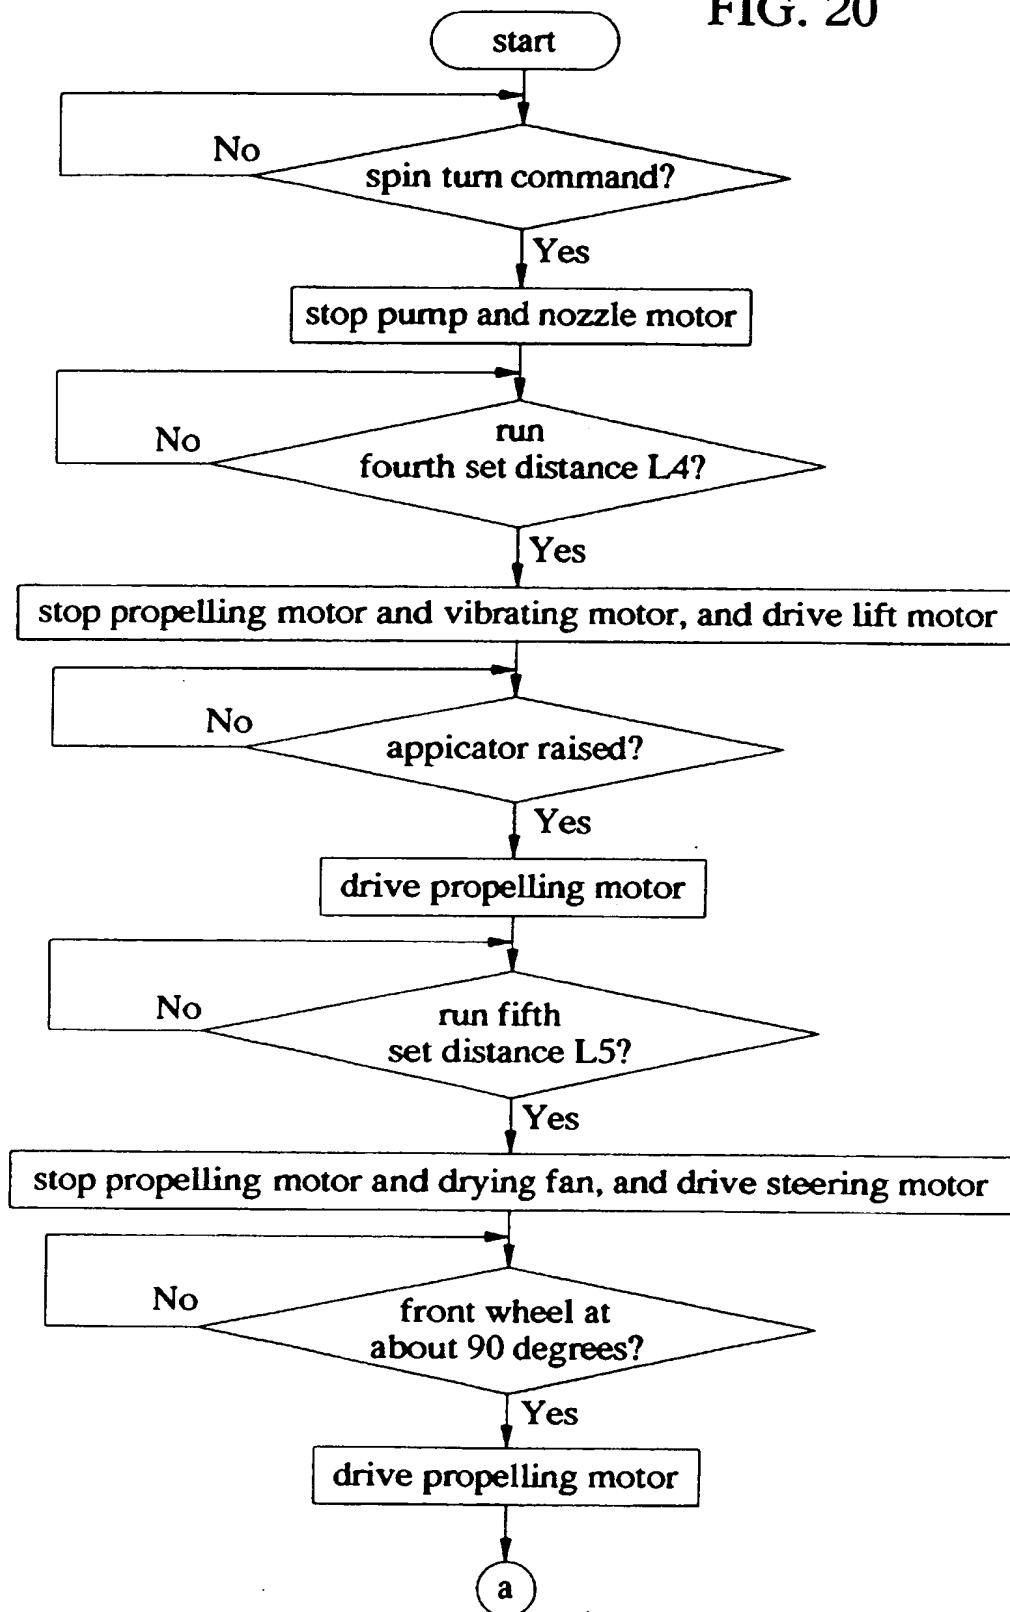 FIG. 20
start
No
spin turn command?
Yes
stop pump and nozzle motor
No
run
fourth set distance L4?
Yes
stop propelling motor and vibrating motor, and drive lift motor
No
appicator raised?
Yes
drive propelling motor
No
run fifth
set distance L5?
Yes
stop propelling motor and drying fan, and drive steering motor
No
front wheel at
about 90 degrees?
Yes
drive propelling motor
a